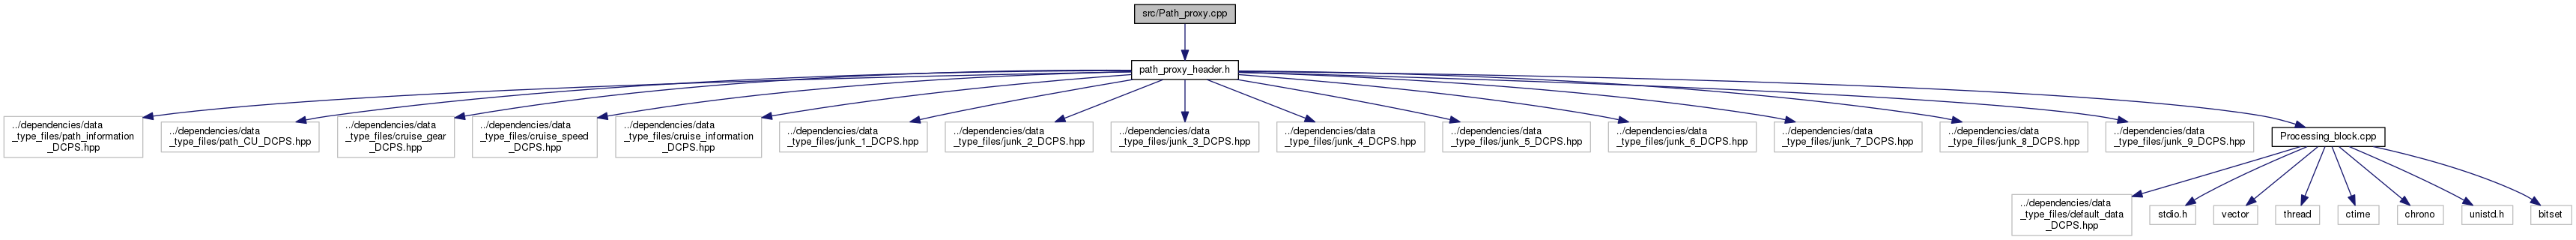 src/Path_proxy.cpp
path_proxy_header.h
../dependencies/data
_type_files/path_information
_DCPS.hpp
../dependencies/data
_type_files/path_CU_DCPS.hpp
../dependencies/data
_type_files/cruise_gear
_DCPS.hpp
../dependencies/data
_type_files/cruise_speed
_DCPS.hpp
../dependencies/data
_type_files/cruise_information
_DCPS.hpp
../dependencies/data
_type_files/junk_1_DCPS.hpp
../dependencies/data
_type_files/junk_2_DCPS.hpp
../dependencies/data
_type_files/junk_3_DCPS.hpp
../dependencies/data
_type_files/junk_4_DCPS.hpp
../dependencies/data
_type_files/junk_5_DCPS.hpp
../dependencies/data
_type_files/junk_6_DCPS.hpp
../dependencies/data
_type_files/junk_7_DCPS.hpp
../dependencies/data
_type_files/junk_8_DCPS.hpp
../dependencies/data
_type_files/junk_9_DCPS.hpp
Processing_block.cpp
../dependencies/data
_type_files/default_data
_DCPS.hpp
stdio.h
vector
thread
ctime
chrono
unistd.h
bitset